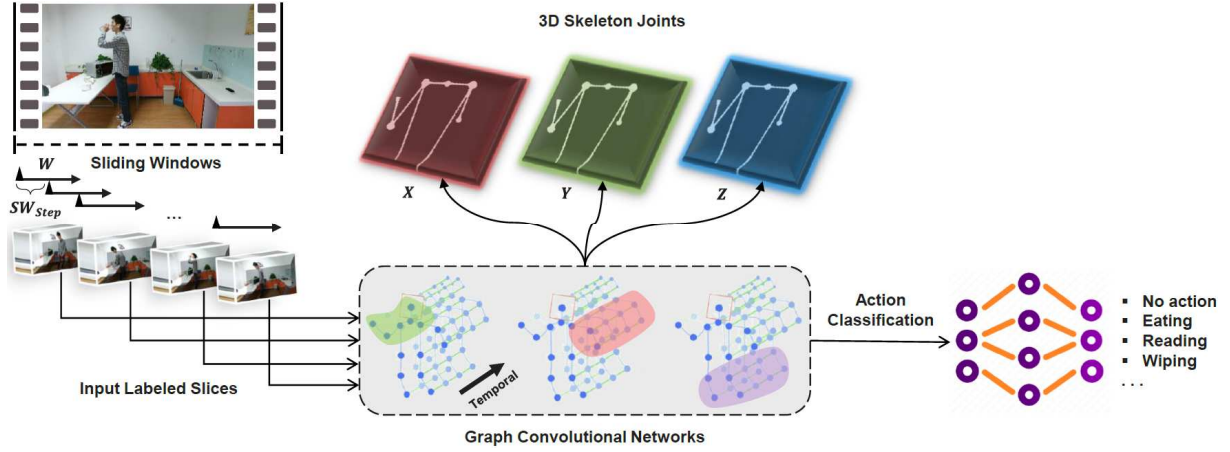 3D Skeleton Joints
Sliding Windows
W
SW_Step
...
X
Y
Z
Input Labeled Slices
Temporal
Graph Convolutional Networks
Action
Classification
▪ No action
▪ Eating
▪ Reading
▪ Wiping
...